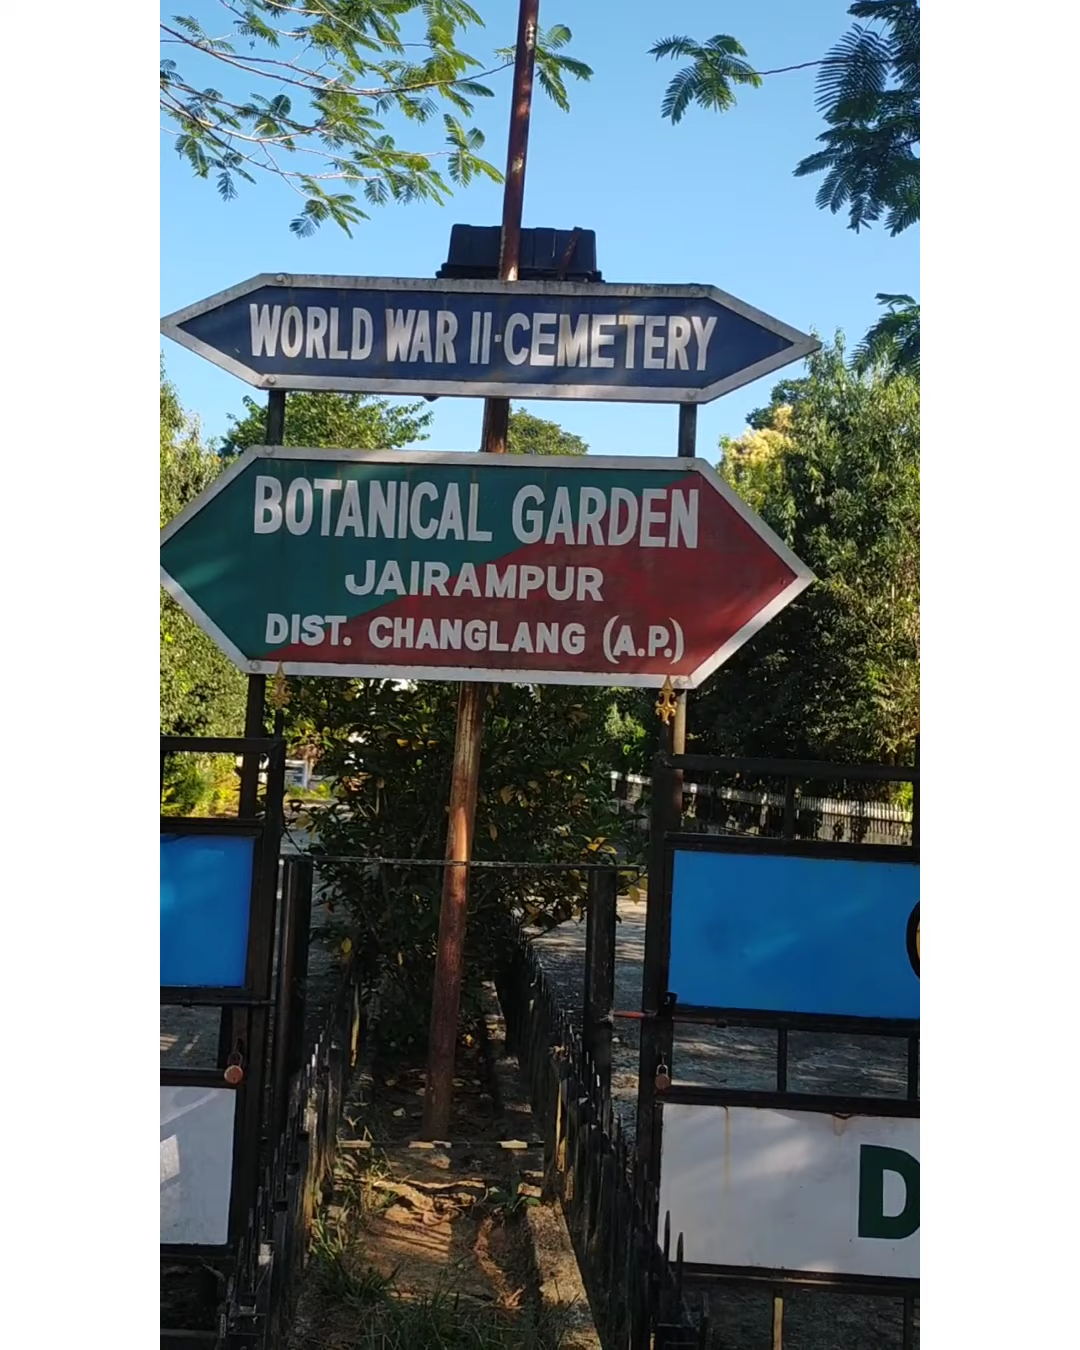 WORLD WAR II-CEMETERY
BOTANICAL GARDEN
JAIRAMPUR
DIST. CHANGLANG (A.P.)
D